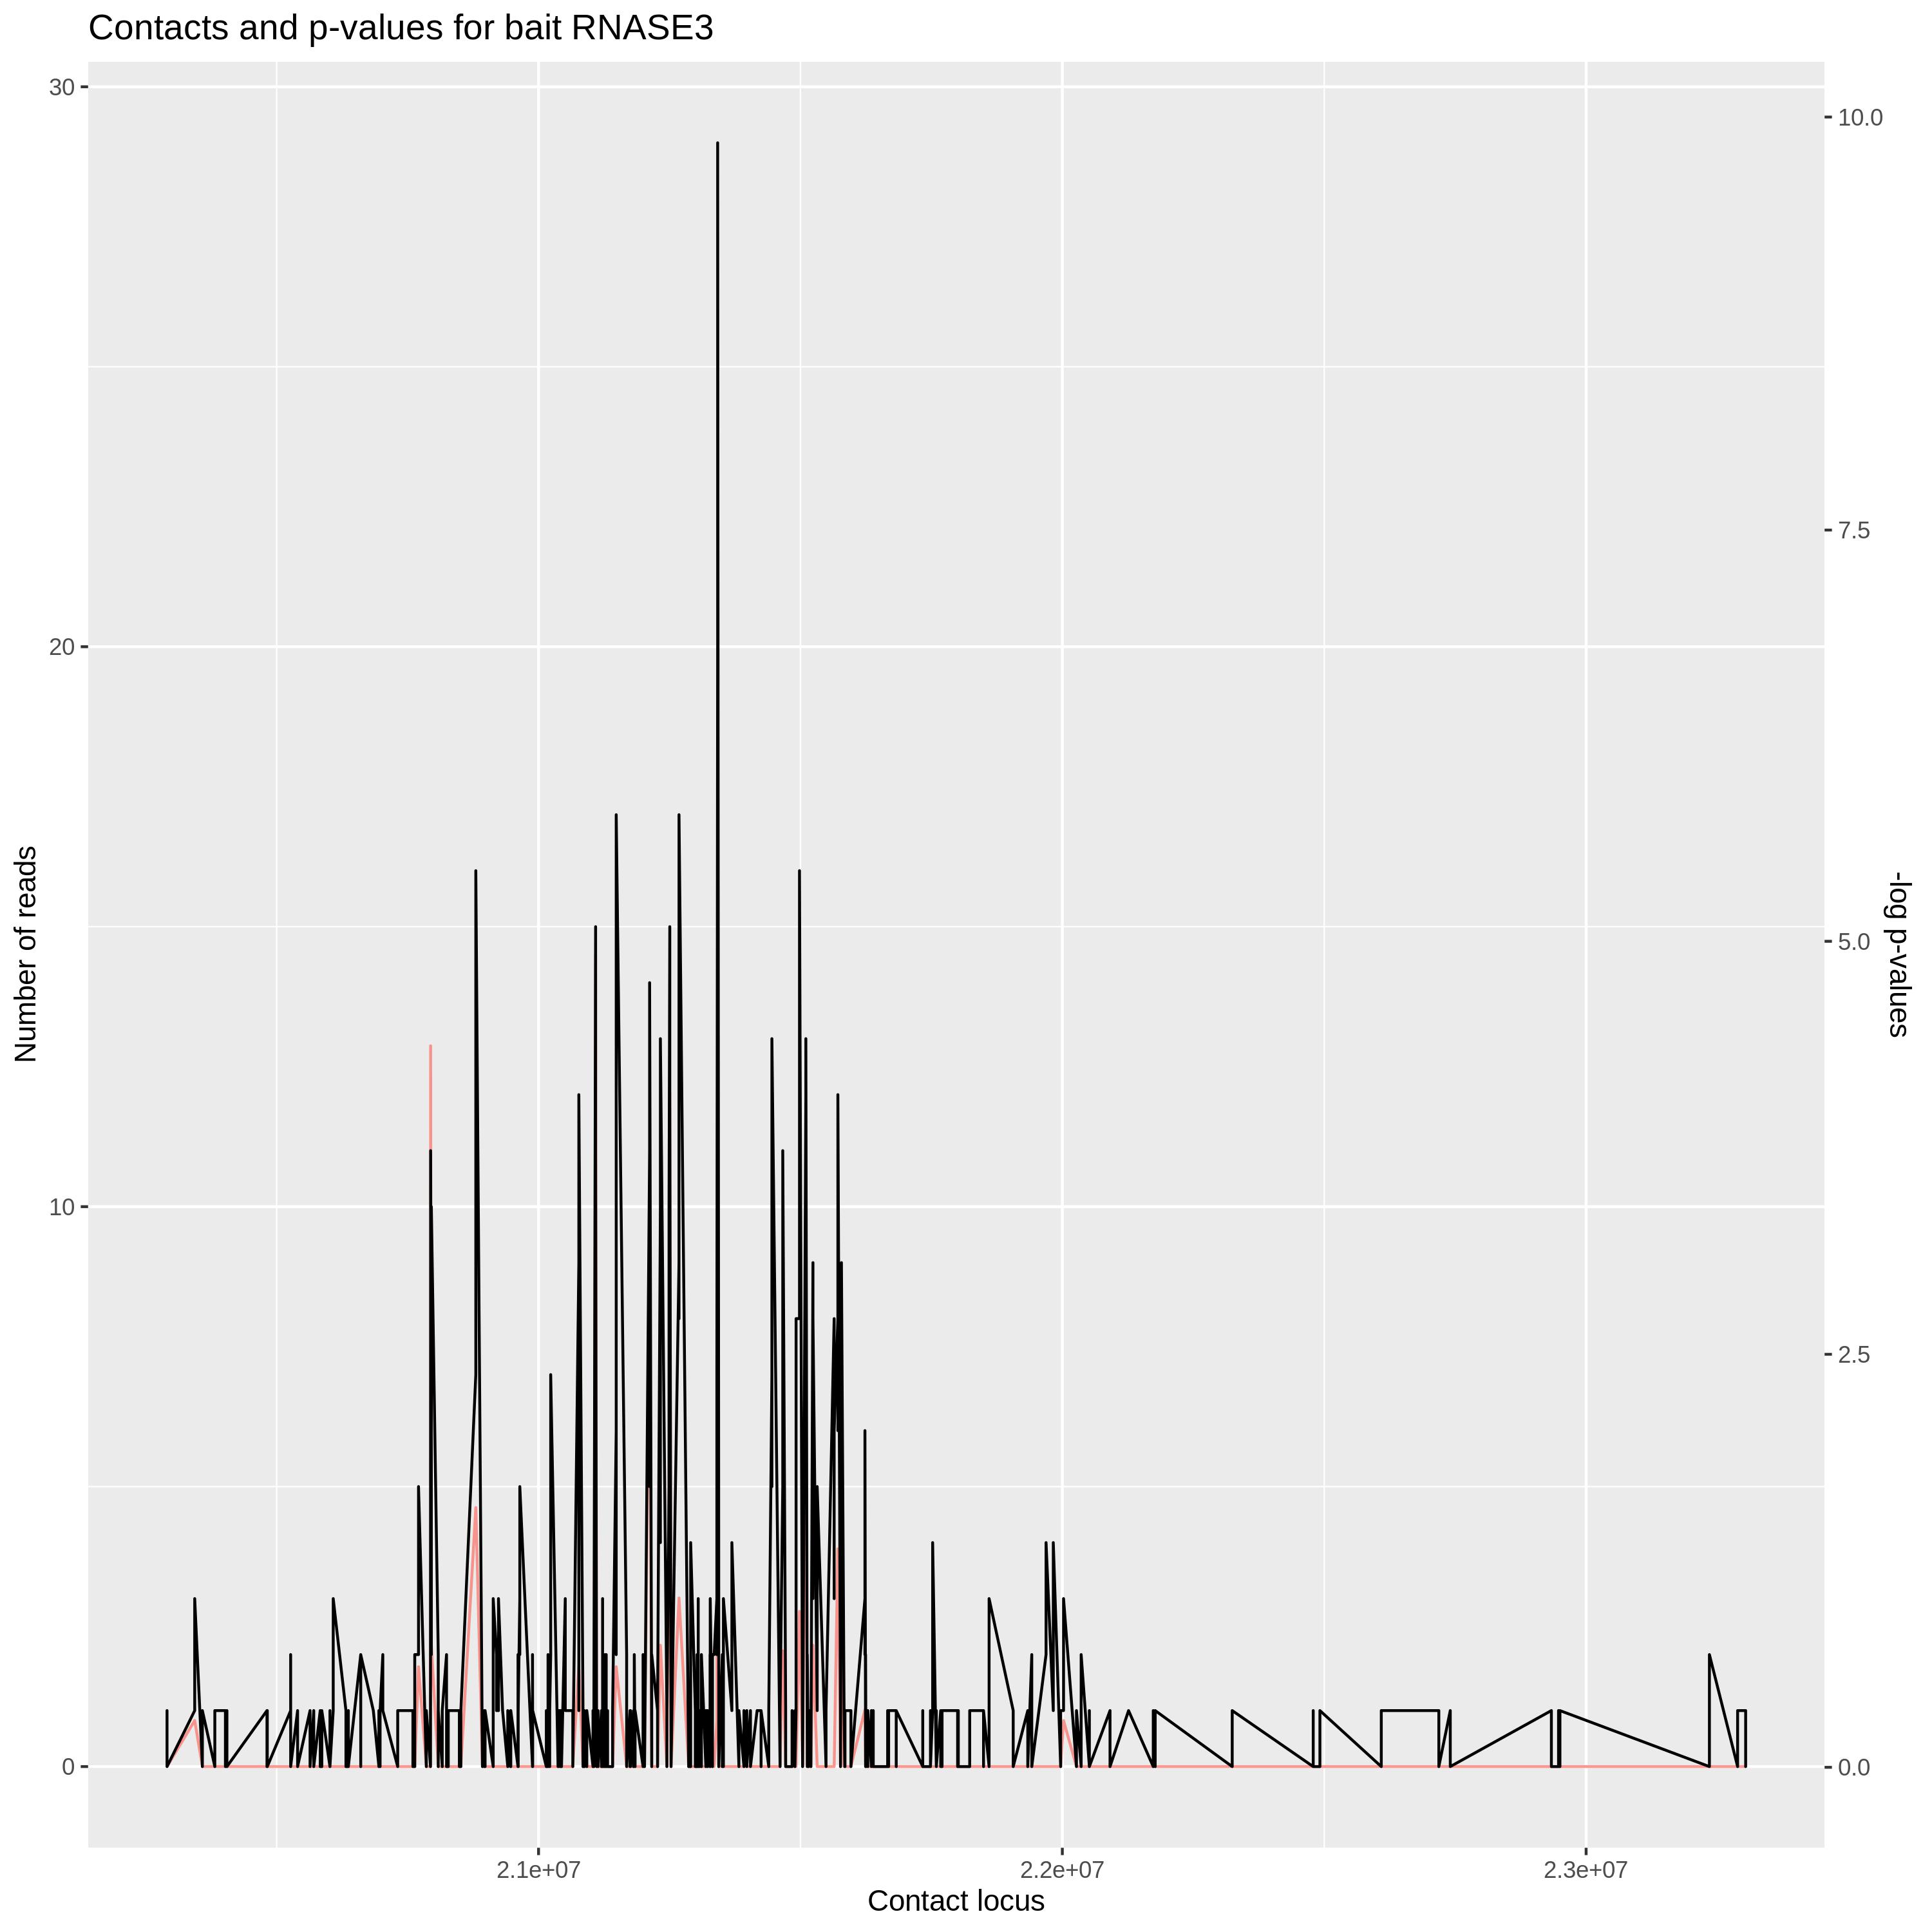 Contacts and p-values for bait RNASE3
30
20
10
0
Number of reads
10.0
7.5
5.0
2.5
0.0
-log p-values
2.1e+07
2.2e+07
2.3e+07
Contact locus